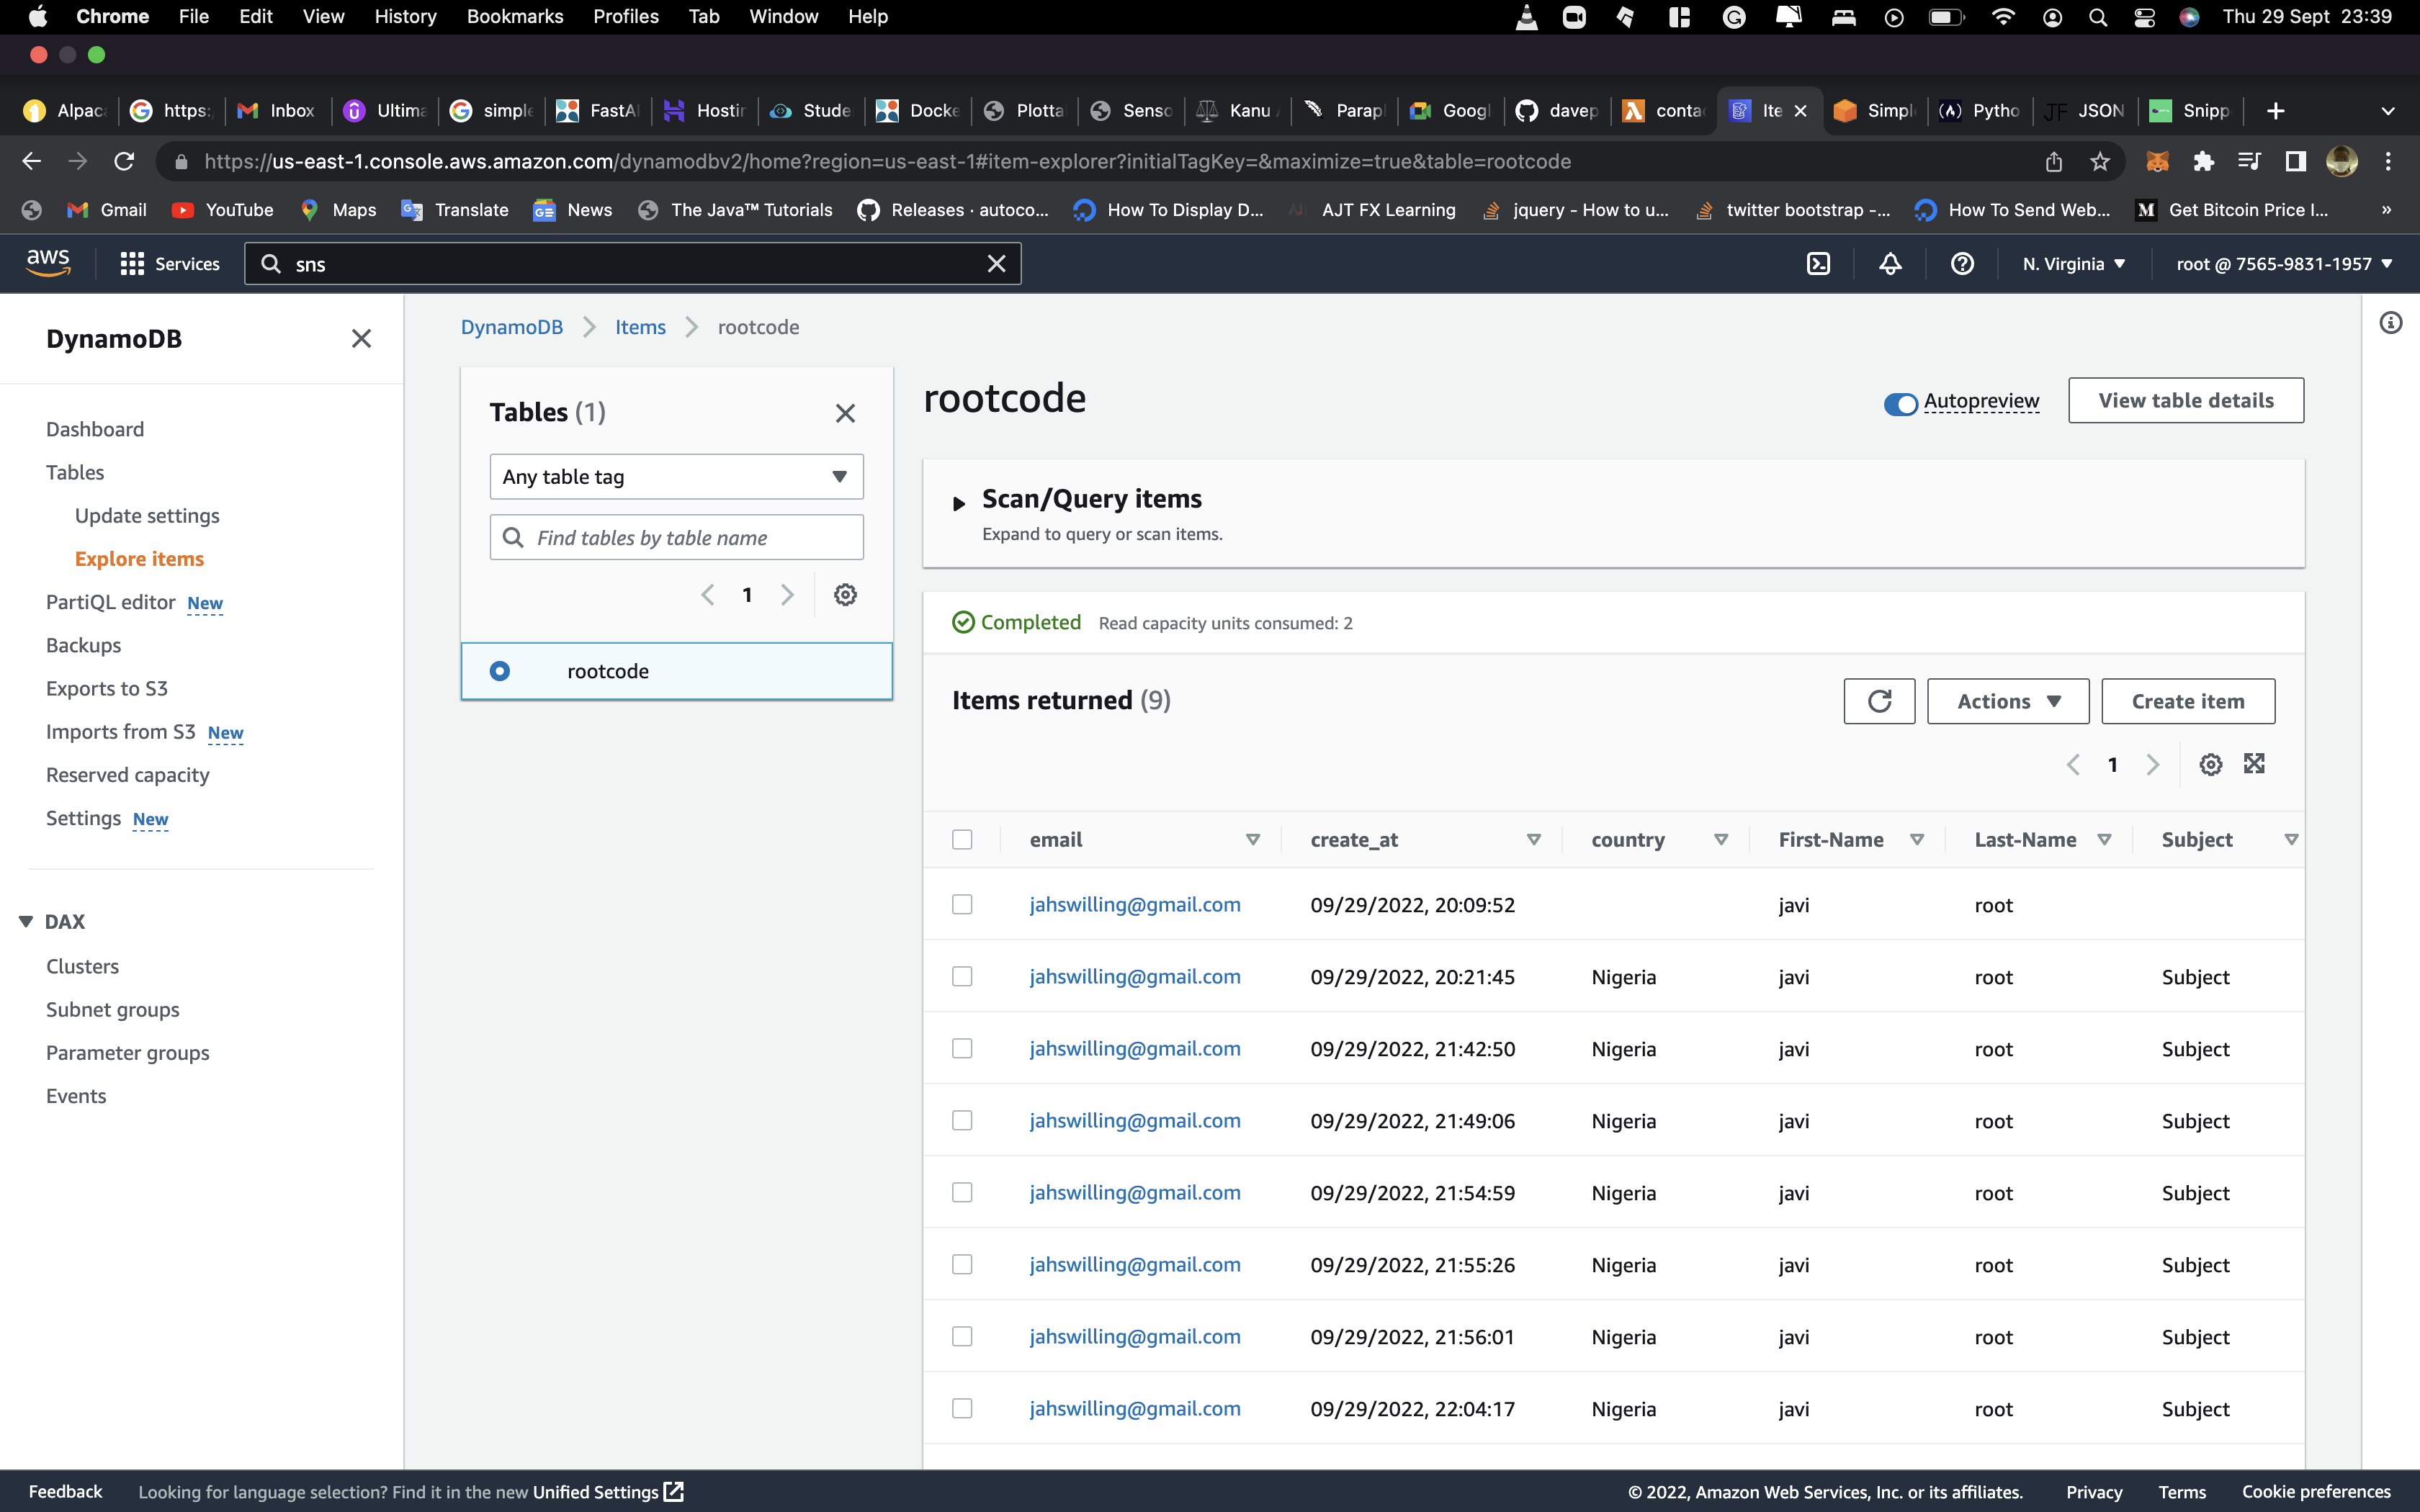 Chrome File Edit View History Bookmarks Profiles Tab Window Help Thu 29 Sept 23:39
Alpac https: Inbox Ultima simple FastAI Hostin Stude Docke Plotta Senso Kanu Parapl Googl davep conta Ite Simpl Pytho JSON Snipp
https://us-east-1.console.aws.amazon.com/dynamodbv2/home?region=us-east-1#item-explorer?initialTagKey=&maximize=true&table=rootcode
Gmail YouTube Maps Translate News The Java™ Tutorials Releases · autoco... How To Display D... AJT FX Learning jquery - How to u... twitter bootstrap -... How To Send Web... Get Bitcoin Price I... »
aws Services sns N. Virginia root @ 7565-9831-1957
DynamoDB
Dashboard
Tables
Update settings
Explore items
PartiQL editor New
Backups
Exports to S3
Imports from S3 New
Reserved capacity
Settings New
DAX
Clusters
Subnet groups
Parameter groups
Events
DynamoDB Items rootcode
Tables (1)
Any table tag
Find tables by table name
1
rootcode
rootcode
Autopreview View table details
Scan/Query items
Expand to query or scan items.
Completed Read capacity units consumed: 2
Items returned (9)
Actions Create item
1
email create_at country First-Name Last-Name Subject
jahswilling@gmail.com 09/29/2022, 20:09:52 javi root
jahswilling@gmail.com 09/29/2022, 20:21:45 Nigeria javi root Subject
jahswilling@gmail.com 09/29/2022, 21:42:50 Nigeria javi root Subject
jahswilling@gmail.com 09/29/2022, 21:49:06 Nigeria javi root Subject
jahswilling@gmail.com 09/29/2022, 21:54:59 Nigeria javi root Subject
jahswilling@gmail.com 09/29/2022, 21:55:26 Nigeria javi root Subject
jahswilling@gmail.com 09/29/2022, 21:56:01 Nigeria javi root Subject
jahswilling@gmail.com 09/29/2022, 22:04:17 Nigeria javi root Subject
Feedback Looking for language selection? Find it in the new Unified Settings © 2022, Amazon Web Services, Inc. or its affiliates. Privacy Terms Cookie preferences